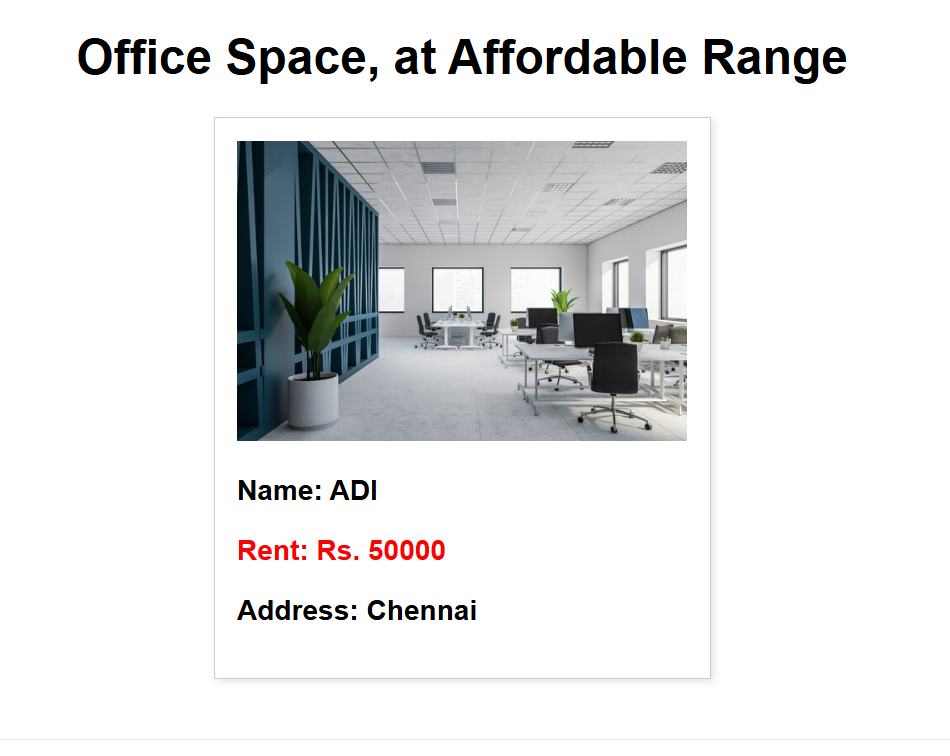 Office Space, at Affordable Range
Name: ADI
Rent: Rs. 50000
Address: Chennai